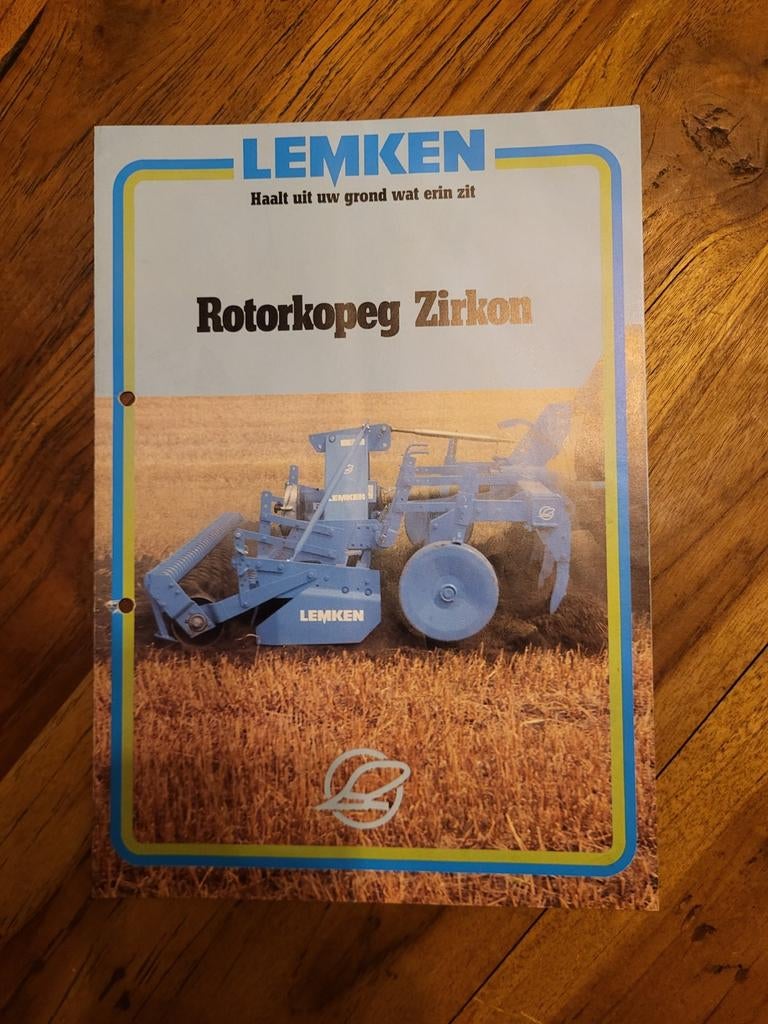 LEMKEN
Haalt uit uw grond wat erin zit
Rotorkopeg Zirkon
LEMKEN
LEMKEN